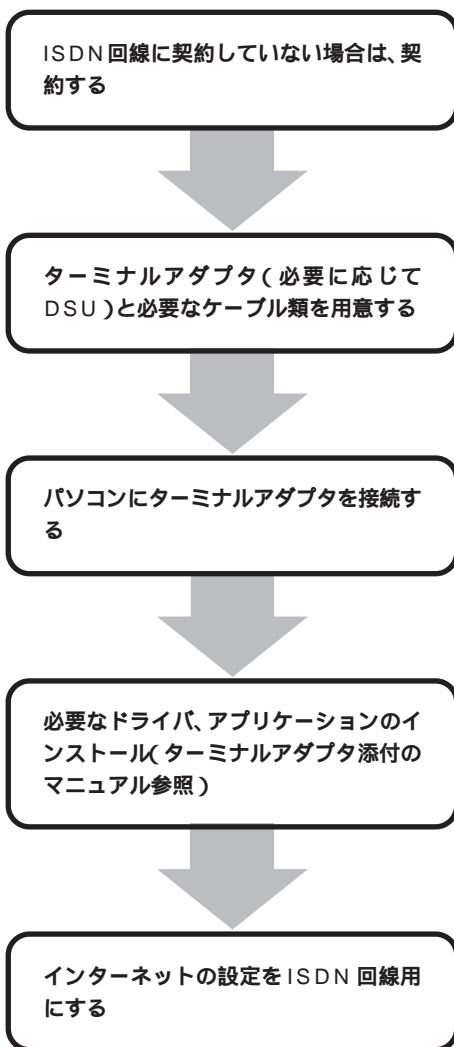 ISDN回線に契約していない場合は、契
約する
ターミナルアダプタ(必要に応じて
DSU)と必要なケーブル類を用意する
パソコンにターミナルアダプタを接続す
る
必要なドライバ、アプリケーションのイ
ンストール(ターミナルアダプタ添付の
マニュアル参照)
インターネットの設定をISDN回線用
にする